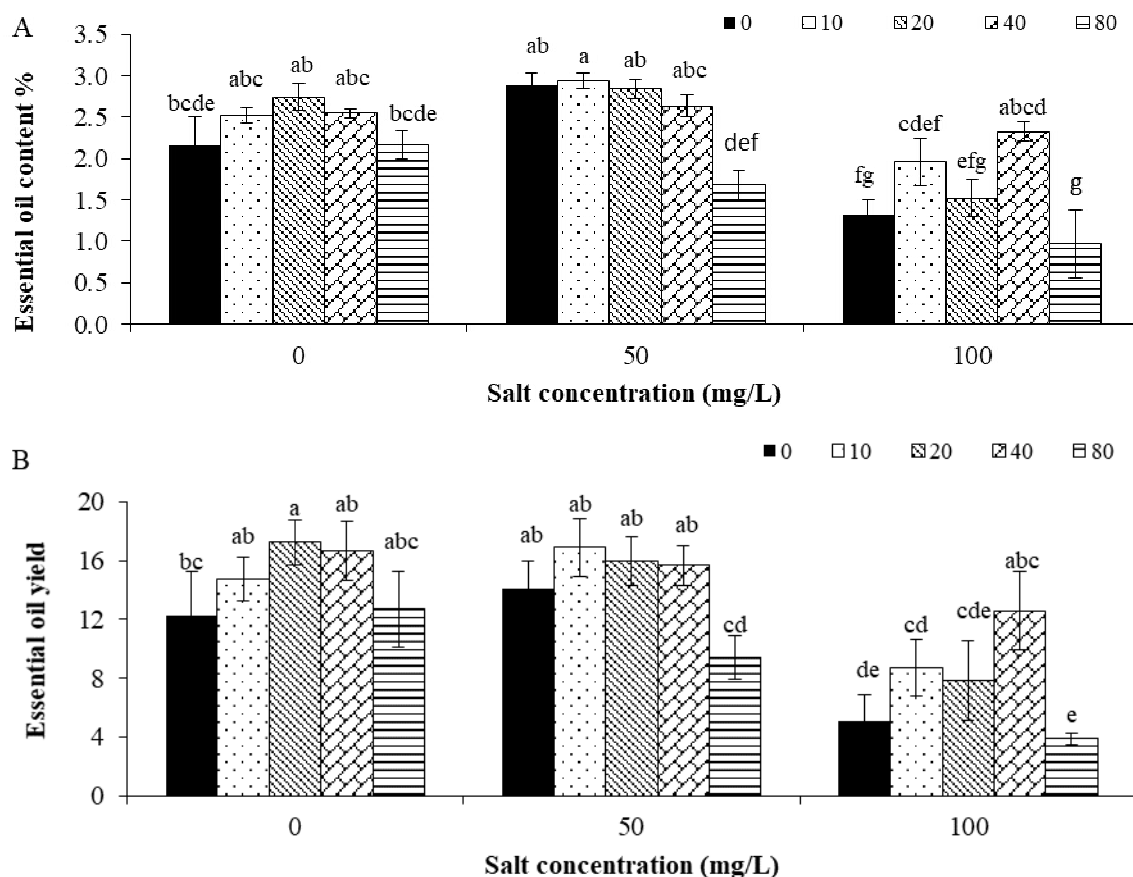 A
0 10 20 40 80
Essential oil content %
3.5
3.0
2.5
2.0
1.5
1.0
0.5
0.0
bcde abc ab abc bcde
ab a ab abc def
fg cdef efg abcd g
0 50 100
Salt concentration (mg/L)
B
0 10 20 40 80
Essential oil yield
20
16
12
8
4
0
bc ab a ab abc
ab ab ab ab cd
de cd cde abc e
0 50 100
Salt concentration (mg/L)